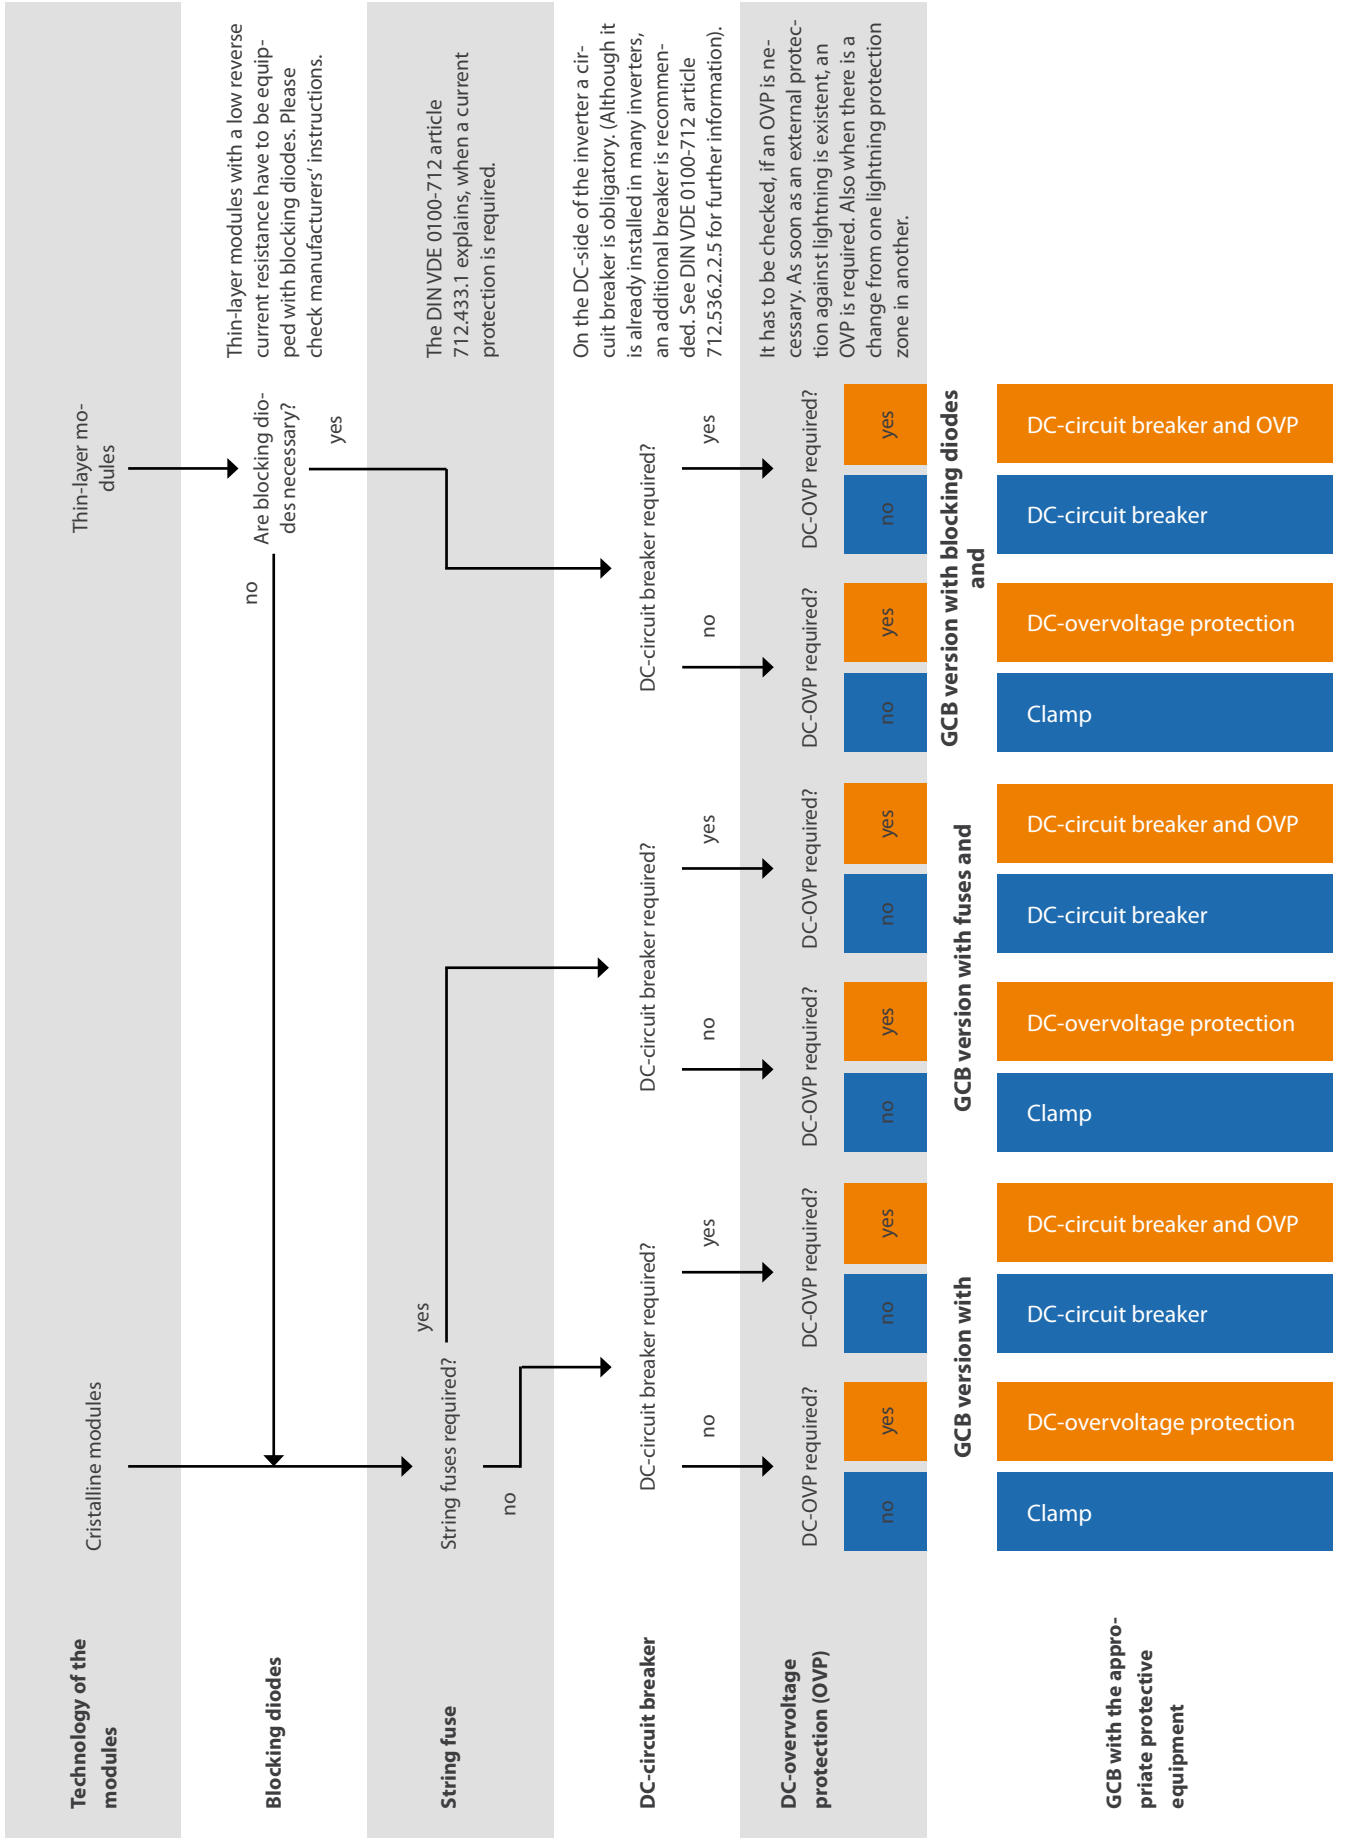 Technology of the
modules
Cristalline modules
Thin-layer mo-
dules
Blocking diodes
no
Are blocking dio-
des necessary?
yes
Thin-layer modules with a low reverse
current resistance have to be equip-
ped with blocking diodes. Please
check manufacturers' instructions.
String fuse
String fuses required?
yes
no
The DIN VDE 0100-712 article
712.433.1 explains, when a current
protection is required.
DC-circuit breaker
DC-circuit breaker required?
no
yes
DC-circuit breaker required?
no
yes
DC-circuit breaker required?
no
yes
On the DC-side of the inverter a cir-
cuit breaker is obligatory. (Although it
is already installed in many inverters,
an additional breaker is recommen-
ded. See DIN VDE 0100-712 article
712.536.2.2.5 for further information).
DC-overvoltage
protection (OVP)
DC-OVP required?
no
yes
DC-OVP required?
no
yes
DC-OVP required?
no
yes
DC-OVP required?
no
yes
DC-OVP required?
no
yes
DC-OVP required?
no
yes
It has to be checked, if an OVP is ne-
cessary. As soon as an external protec-
tion against lightning is existent, an
OVP is required. Also when there is a
change from one lightning protection
zone in another.
GCB version with
GCB version with fuses and
GCB version with blocking diodes
and
GCB with the appro-
priate protective
equipment
Clamp
DC-overvoltage protection
DC-circuit breaker
DC-circuit breaker and OVP
Clamp
DC-overvoltage protection
DC-circuit breaker
DC-circuit breaker and OVP
Clamp
DC-overvoltage protection
DC-circuit breaker
DC-circuit breaker and OVP